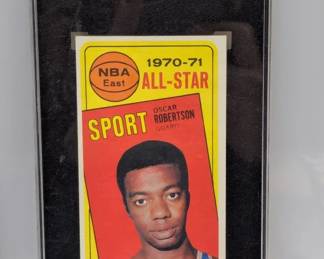 NBA
East
1970-71
ALL-STAR
SPORT
OSCAR
ROBERTSON
(GUARD)